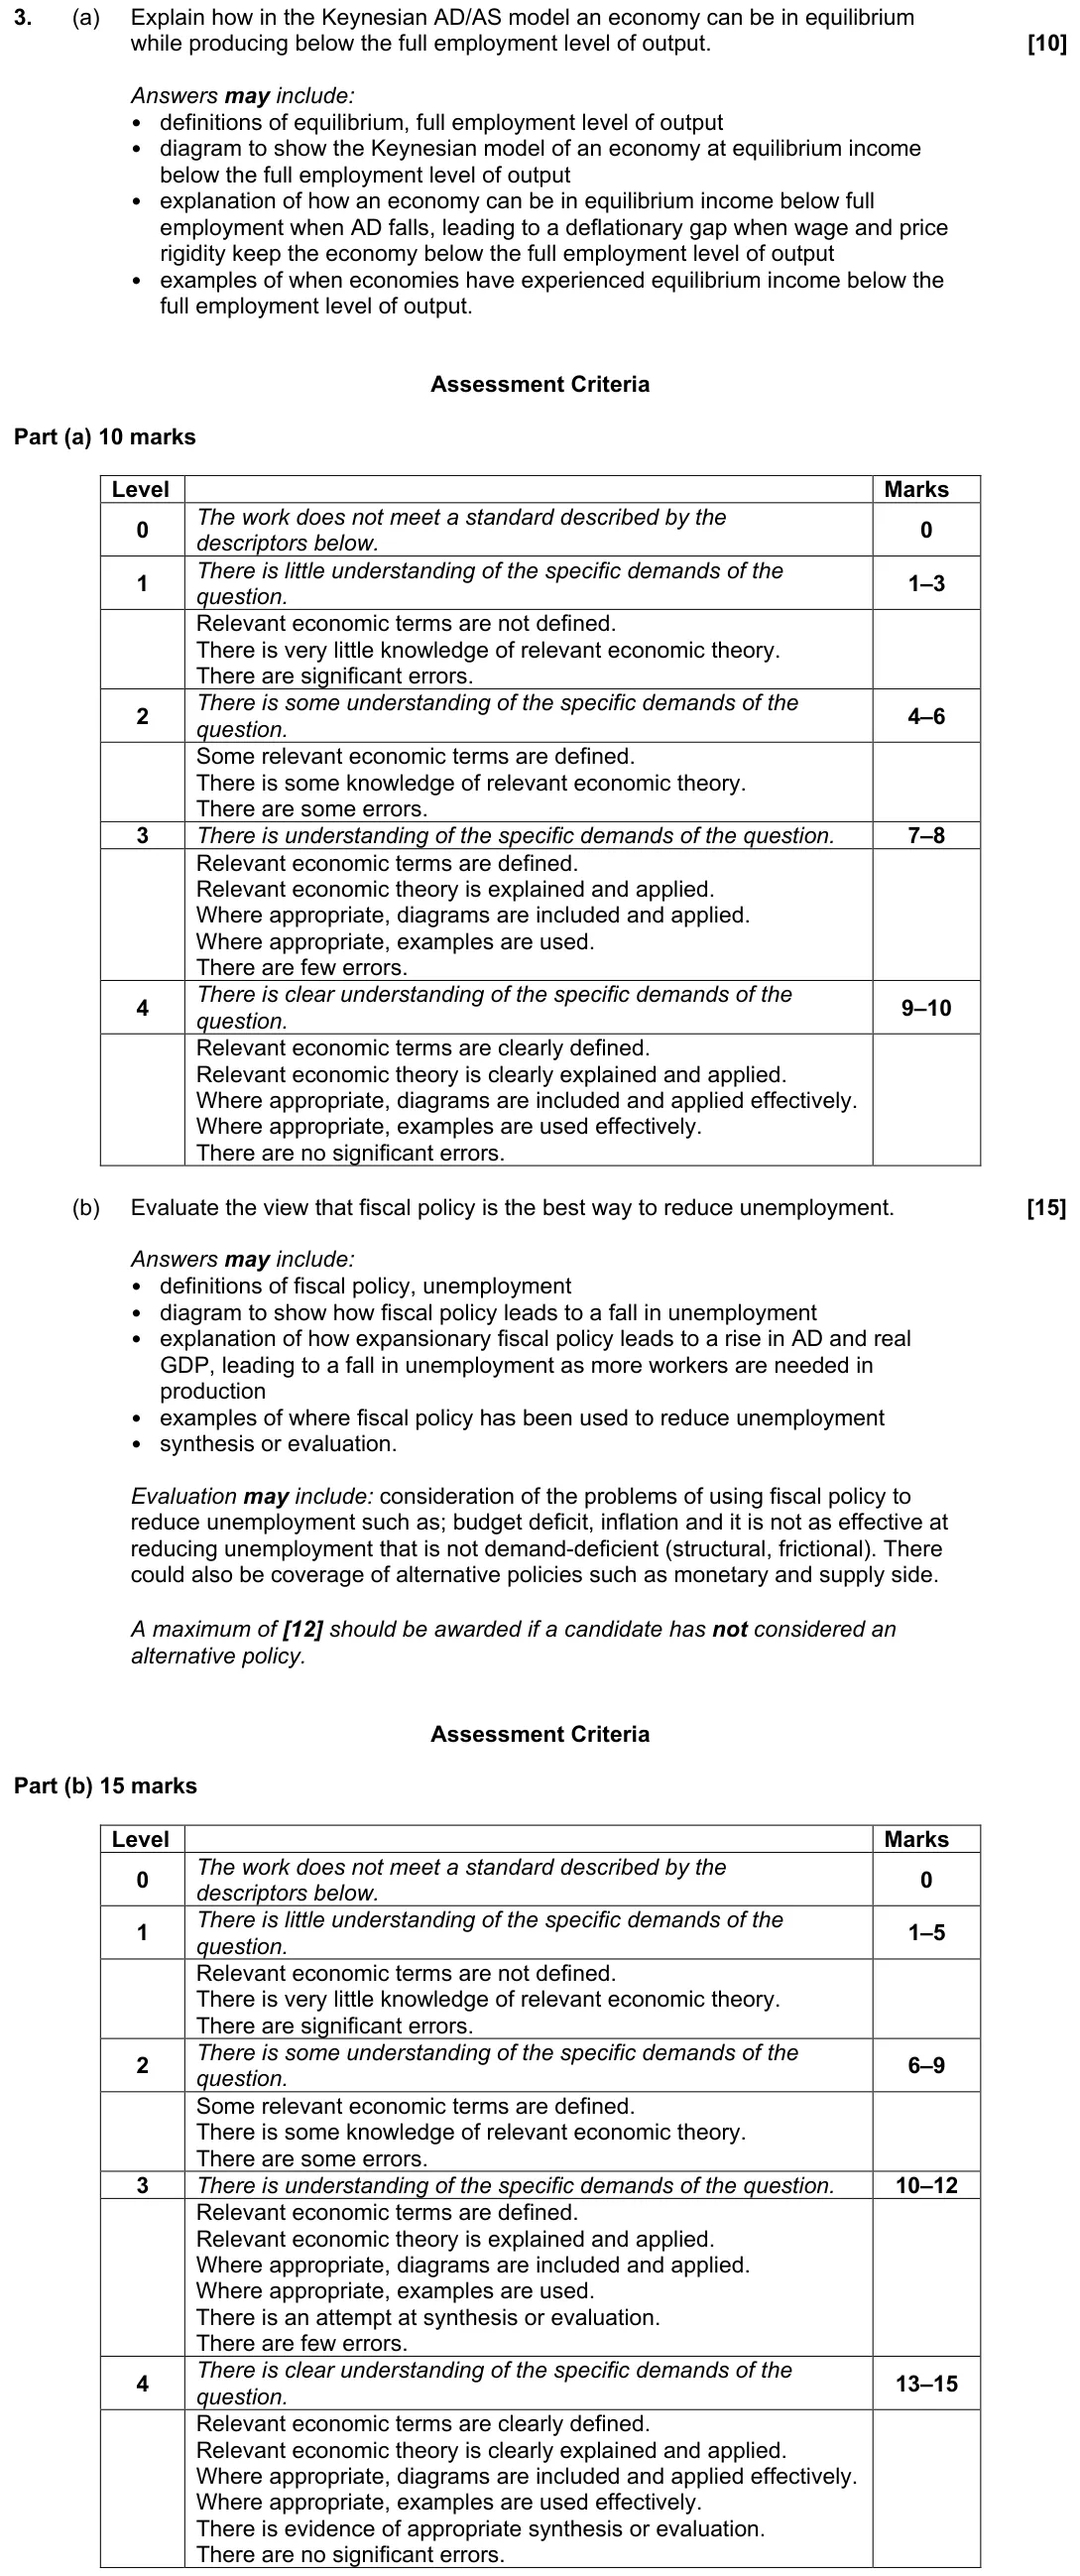 3. (a) Explain how in the Keynesian AD/AS model an economy can be in equilibrium
while producing below the full employment level of output. [10]
Answers may include:
• definitions of equilibrium, full employment level of output
• diagram to show the Keynesian model of an economy at equilibrium income
below the full employment level of output
• explanation of how an economy can be in equilibrium income below full
employment when AD falls, leading to a deflationary gap when wage and price
rigidity keep the economy below the full employment level of output
• examples of when economies have experienced equilibrium income below the
full employment level of output.
Assessment Criteria
Part (a) 10 marks
Level Marks
0 The work does not meet a standard described by the
descriptors below. 0
1 There is little understanding of the specific demands of the
question. 1–3
Relevant economic terms are not defined.
There is very little knowledge of relevant economic theory.
There are significant errors.
2 There is some understanding of the specific demands of the
question. 4–6
Some relevant economic terms are defined.
There is some knowledge of relevant economic theory.
There are some errors.
3 There is understanding of the specific demands of the question. 7–8
Relevant economic terms are defined.
Relevant economic theory is explained and applied.
Where appropriate, diagrams are included and applied.
Where appropriate, examples are used.
There are few errors.
4 There is clear understanding of the specific demands of the
question. 9–10
Relevant economic terms are clearly defined.
Relevant economic theory is clearly explained and applied.
Where appropriate, diagrams are included and applied effectively.
Where appropriate, examples are used effectively.
There are no significant errors.
(b) Evaluate the view that fiscal policy is the best way to reduce unemployment. [15]
Answers may include:
• definitions of fiscal policy, unemployment
• diagram to show how fiscal policy leads to a fall in unemployment
• explanation of how expansionary fiscal policy leads to a rise in AD and real
GDP, leading to a fall in unemployment as more workers are needed in
production
• examples of where fiscal policy has been used to reduce unemployment
• synthesis or evaluation.
Evaluation may include: consideration of the problems of using fiscal policy to
reduce unemployment such as; budget deficit, inflation and it is not as effective at
reducing unemployment that is not demand-deficient (structural, frictional). There
could also be coverage of alternative policies such as monetary and supply side.
A maximum of [12] should be awarded if a candidate has not considered an
alternative policy.
Assessment Criteria
Part (b) 15 marks
Level Marks
0 The work does not meet a standard described by the
descriptors below. 0
1 There is little understanding of the specific demands of the
question. 1–5
Relevant economic terms are not defined.
There is very little knowledge of relevant economic theory.
There are significant errors.
2 There is some understanding of the specific demands of the
question. 6–9
Some relevant economic terms are defined.
There is some knowledge of relevant economic theory.
There are some errors.
3 There is understanding of the specific demands of the question. 10–12
Relevant economic terms are defined.
Relevant economic theory is explained and applied.
Where appropriate, diagrams are included and applied.
Where appropriate, examples are used.
There is an attempt at synthesis or evaluation.
There are few errors.
4 There is clear understanding of the specific demands of the
question. 13–15
Relevant economic terms are clearly defined.
Relevant economic theory is clearly explained and applied.
Where appropriate, diagrams are included and applied effectively.
Where appropriate, examples are used effectively.
There is evidence of appropriate synthesis or evaluation.
There are no significant errors.